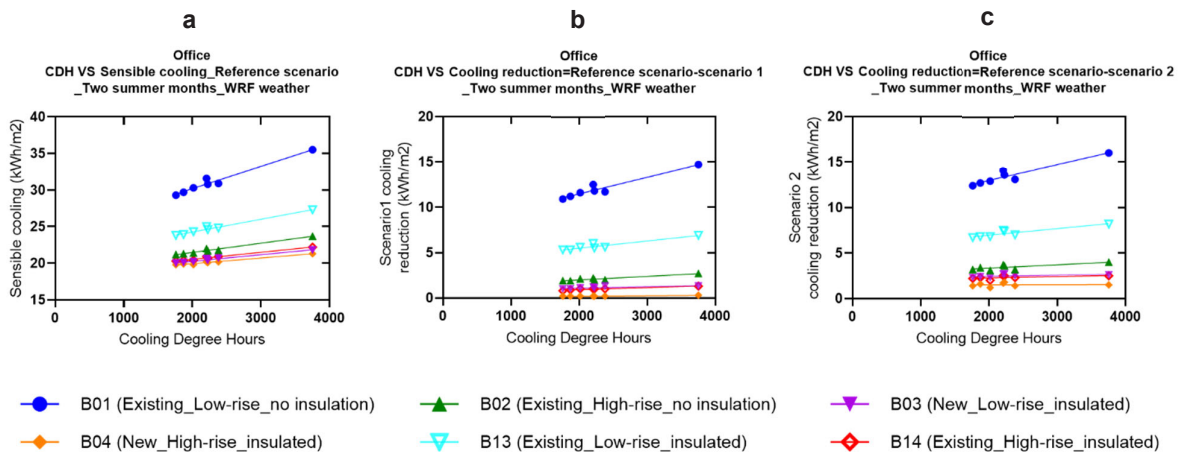 a
Office
CDH VS Sensible cooling_Reference scenario
_Two summer months_WRF weather
Sensible cooling (kWh/m2)
40
35
30
25
20
15
0 1000 2000 3000 4000
Cooling Degree Hours
b
Office
CDH VS Cooling reduction=Reference scenario-scenario 1
_Two summer months_WRF weather
Scenario1 cooling
reduction (kWh/m2)
20
15
10
5
0
0 1000 2000 3000 4000
Cooling Degree Hours
c
Office
CDH VS Cooling reduction=Reference scenario-scenario 2
_Two summer months_WRF weather
Scenario 2
cooling reduction (kWh/m2)
20
15
10
5
0
0 1000 2000 3000 4000
Cooling Degree Hours
B01 (Existing_Low-rise_no insulation)
B02 (Existing_High-rise_no insulation)
B03 (New_Low-rise_insulated)
B04 (New_High-rise_insulated)
B13 (Existing_Low-rise_insulated)
B14 (Existing_High-rise_insulated)